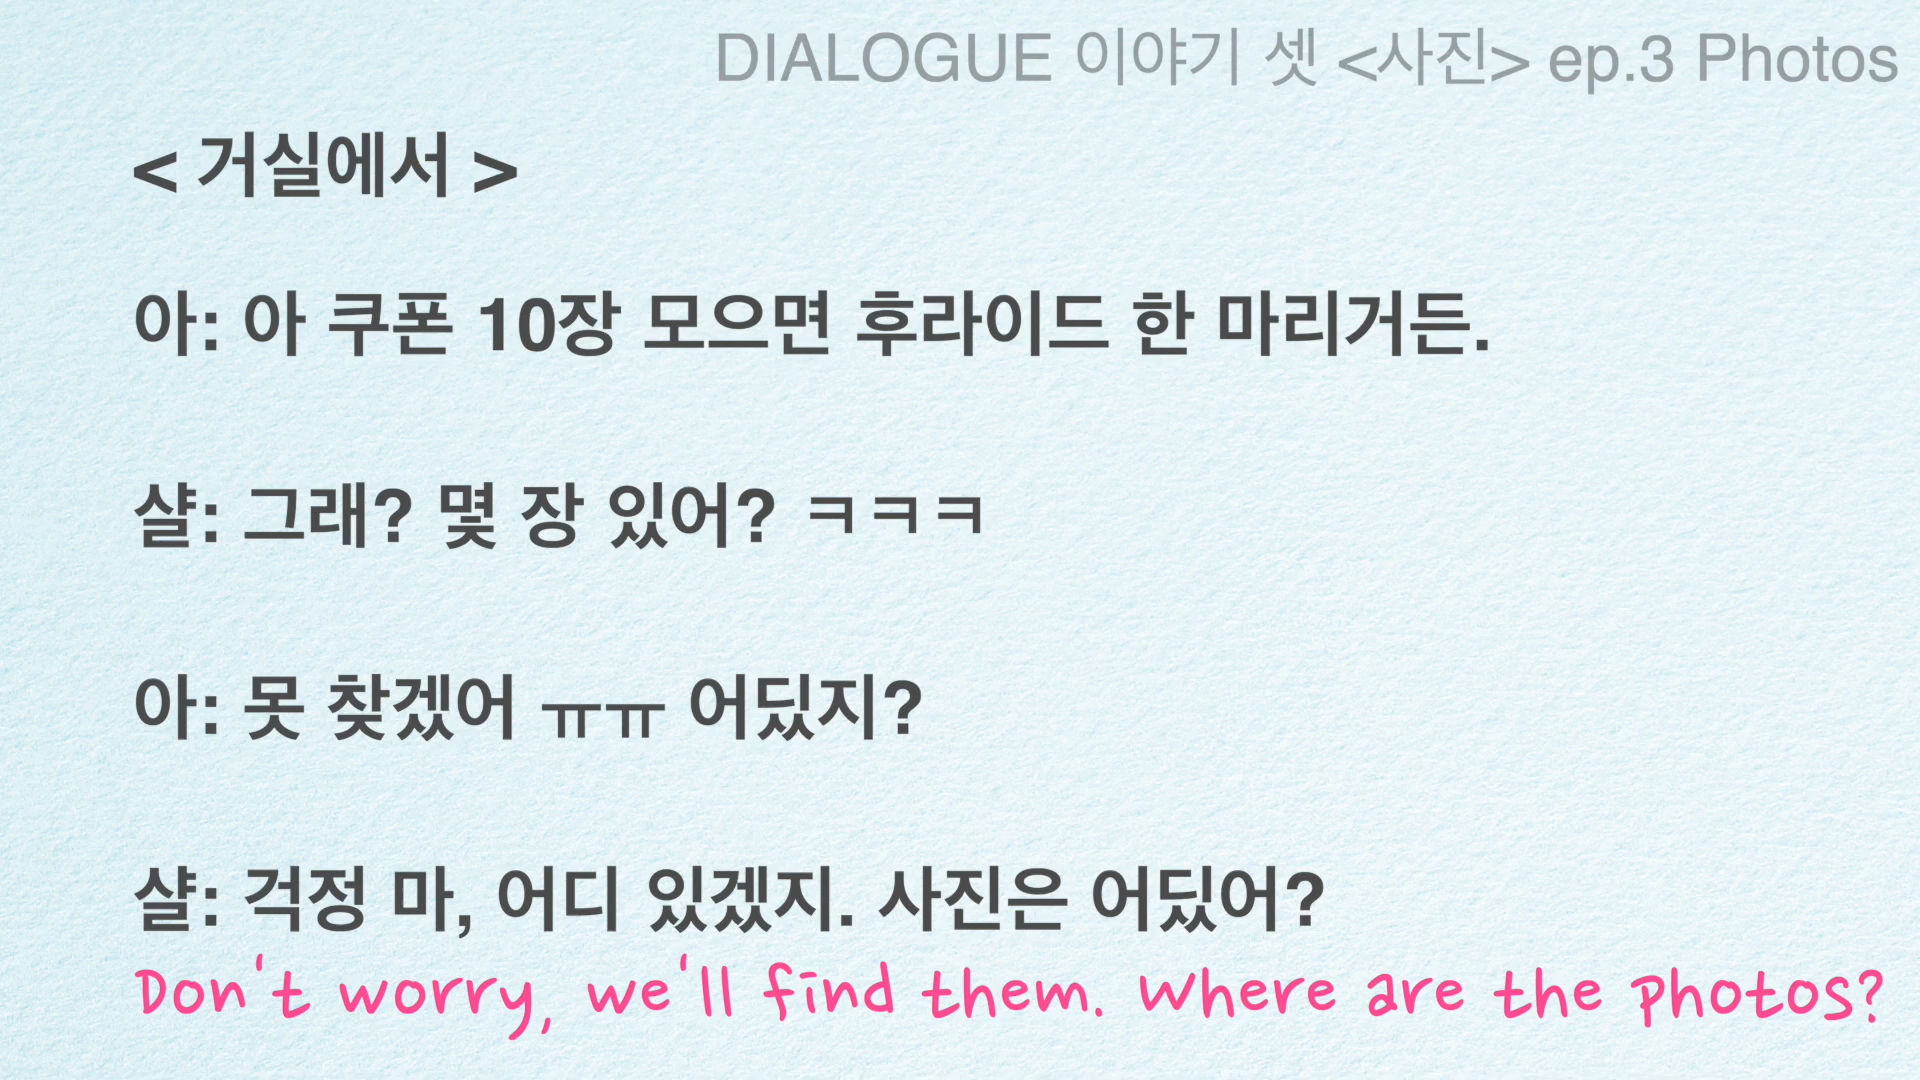 DIALOGUE 이야기 셋 <사진> ep.3 Photos
< 거실에서 >
아: 아 쿠폰 10장 모으면 후라이드 한 마리거든.
샬: 그래? 몇 장 있어? ㅋㅋㅋ
아: 못 찾겠어 ㅠㅠ 어딨지?
샬: 걱정 마, 어디 있겠지. 사진은 어딨어?
Don't worry, we'll find them. Where are the photos?